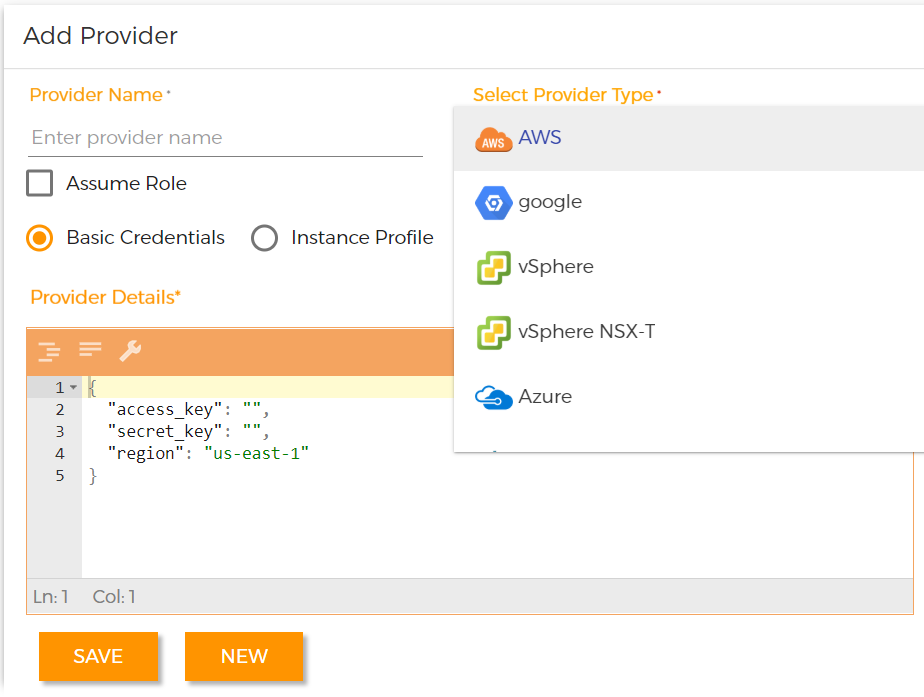 Add Provider
Provider Name *
Select Provider Type *
Enter provider name
AWS AWS
Assume Role
google
Basic Credentials
Instance Profile
vSphere
Provider Details*
vSphere NSX-T
Azure
1 {
2 "access_key": "",
3 "secret_key": "",
4 "region": "us-east-1"
5 }
Ln: 1 Col: 1
SAVE
NEW